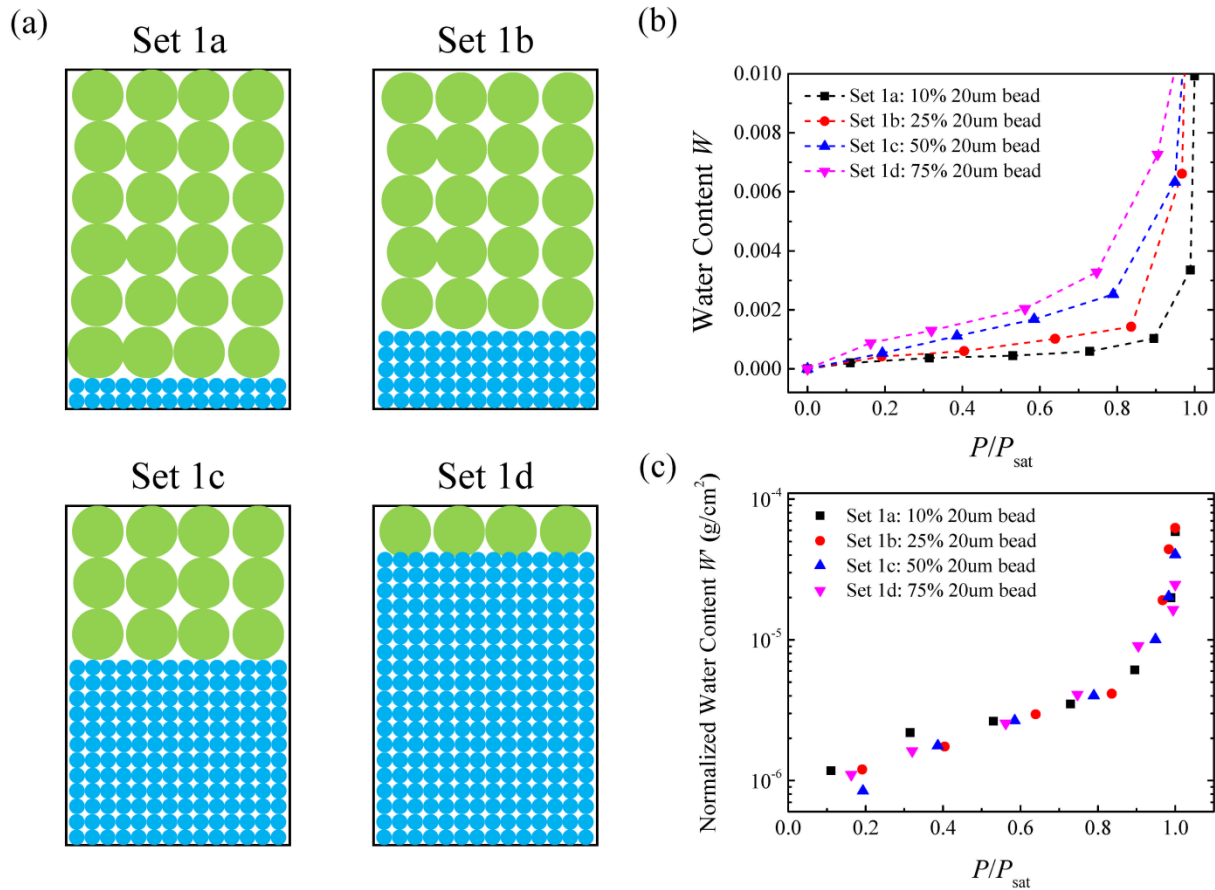 (a)
Set 1a
Set 1b
Set 1c
Set 1d
(b)
0.010
0.008
0.006
0.004
0.002
0.000
Water Content W
Set 1a: 10% 20um bead
Set 1b: 25% 20um bead
Set 1c: 50% 20um bead
Set 1d: 75% 20um bead
0.0 0.2 0.4 0.6 0.8 1.0
P/Psat
(c)
10⁻⁴
10⁻⁵
10⁻⁶
Normalized Water Content W' (g/cm²)
Set 1a: 10% 20um bead
Set 1b: 25% 20um bead
Set 1c: 50% 20um bead
Set 1d: 75% 20um bead
0.0 0.2 0.4 0.6 0.8 1.0
P/Psat